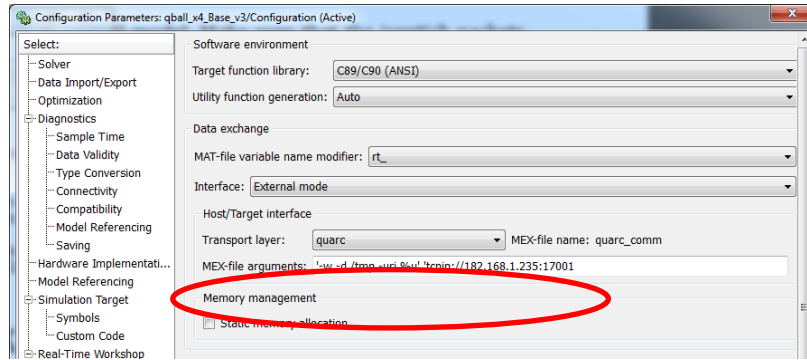 Configuration Parameters: qball_x4_Base_v3/Configuration (Active)
Select:
Solver
Data Import/Export
Optimization
Diagnostics
Sample Time
Data Validity
Type Conversion
Connectivity
Compatibility
Model Referencing
Saving
Hardware Implementati...
Model Referencing
Simulation Target
Symbols
Custom Code
Real-Time Workshop
Software environment
Target function library: C89/C90 (ANSI)
Utility function generation: Auto
Data exchange
MAT-file variable name modifier: rt_
Interface: External mode
Host/Target interface
Transport layer: quarc MEX-file name: quarc_comm
MEX-file arguments: '-w -d /tmp -uri %u' 'tcpip://182.168.1.235:17001
Memory management
Static memory allocation